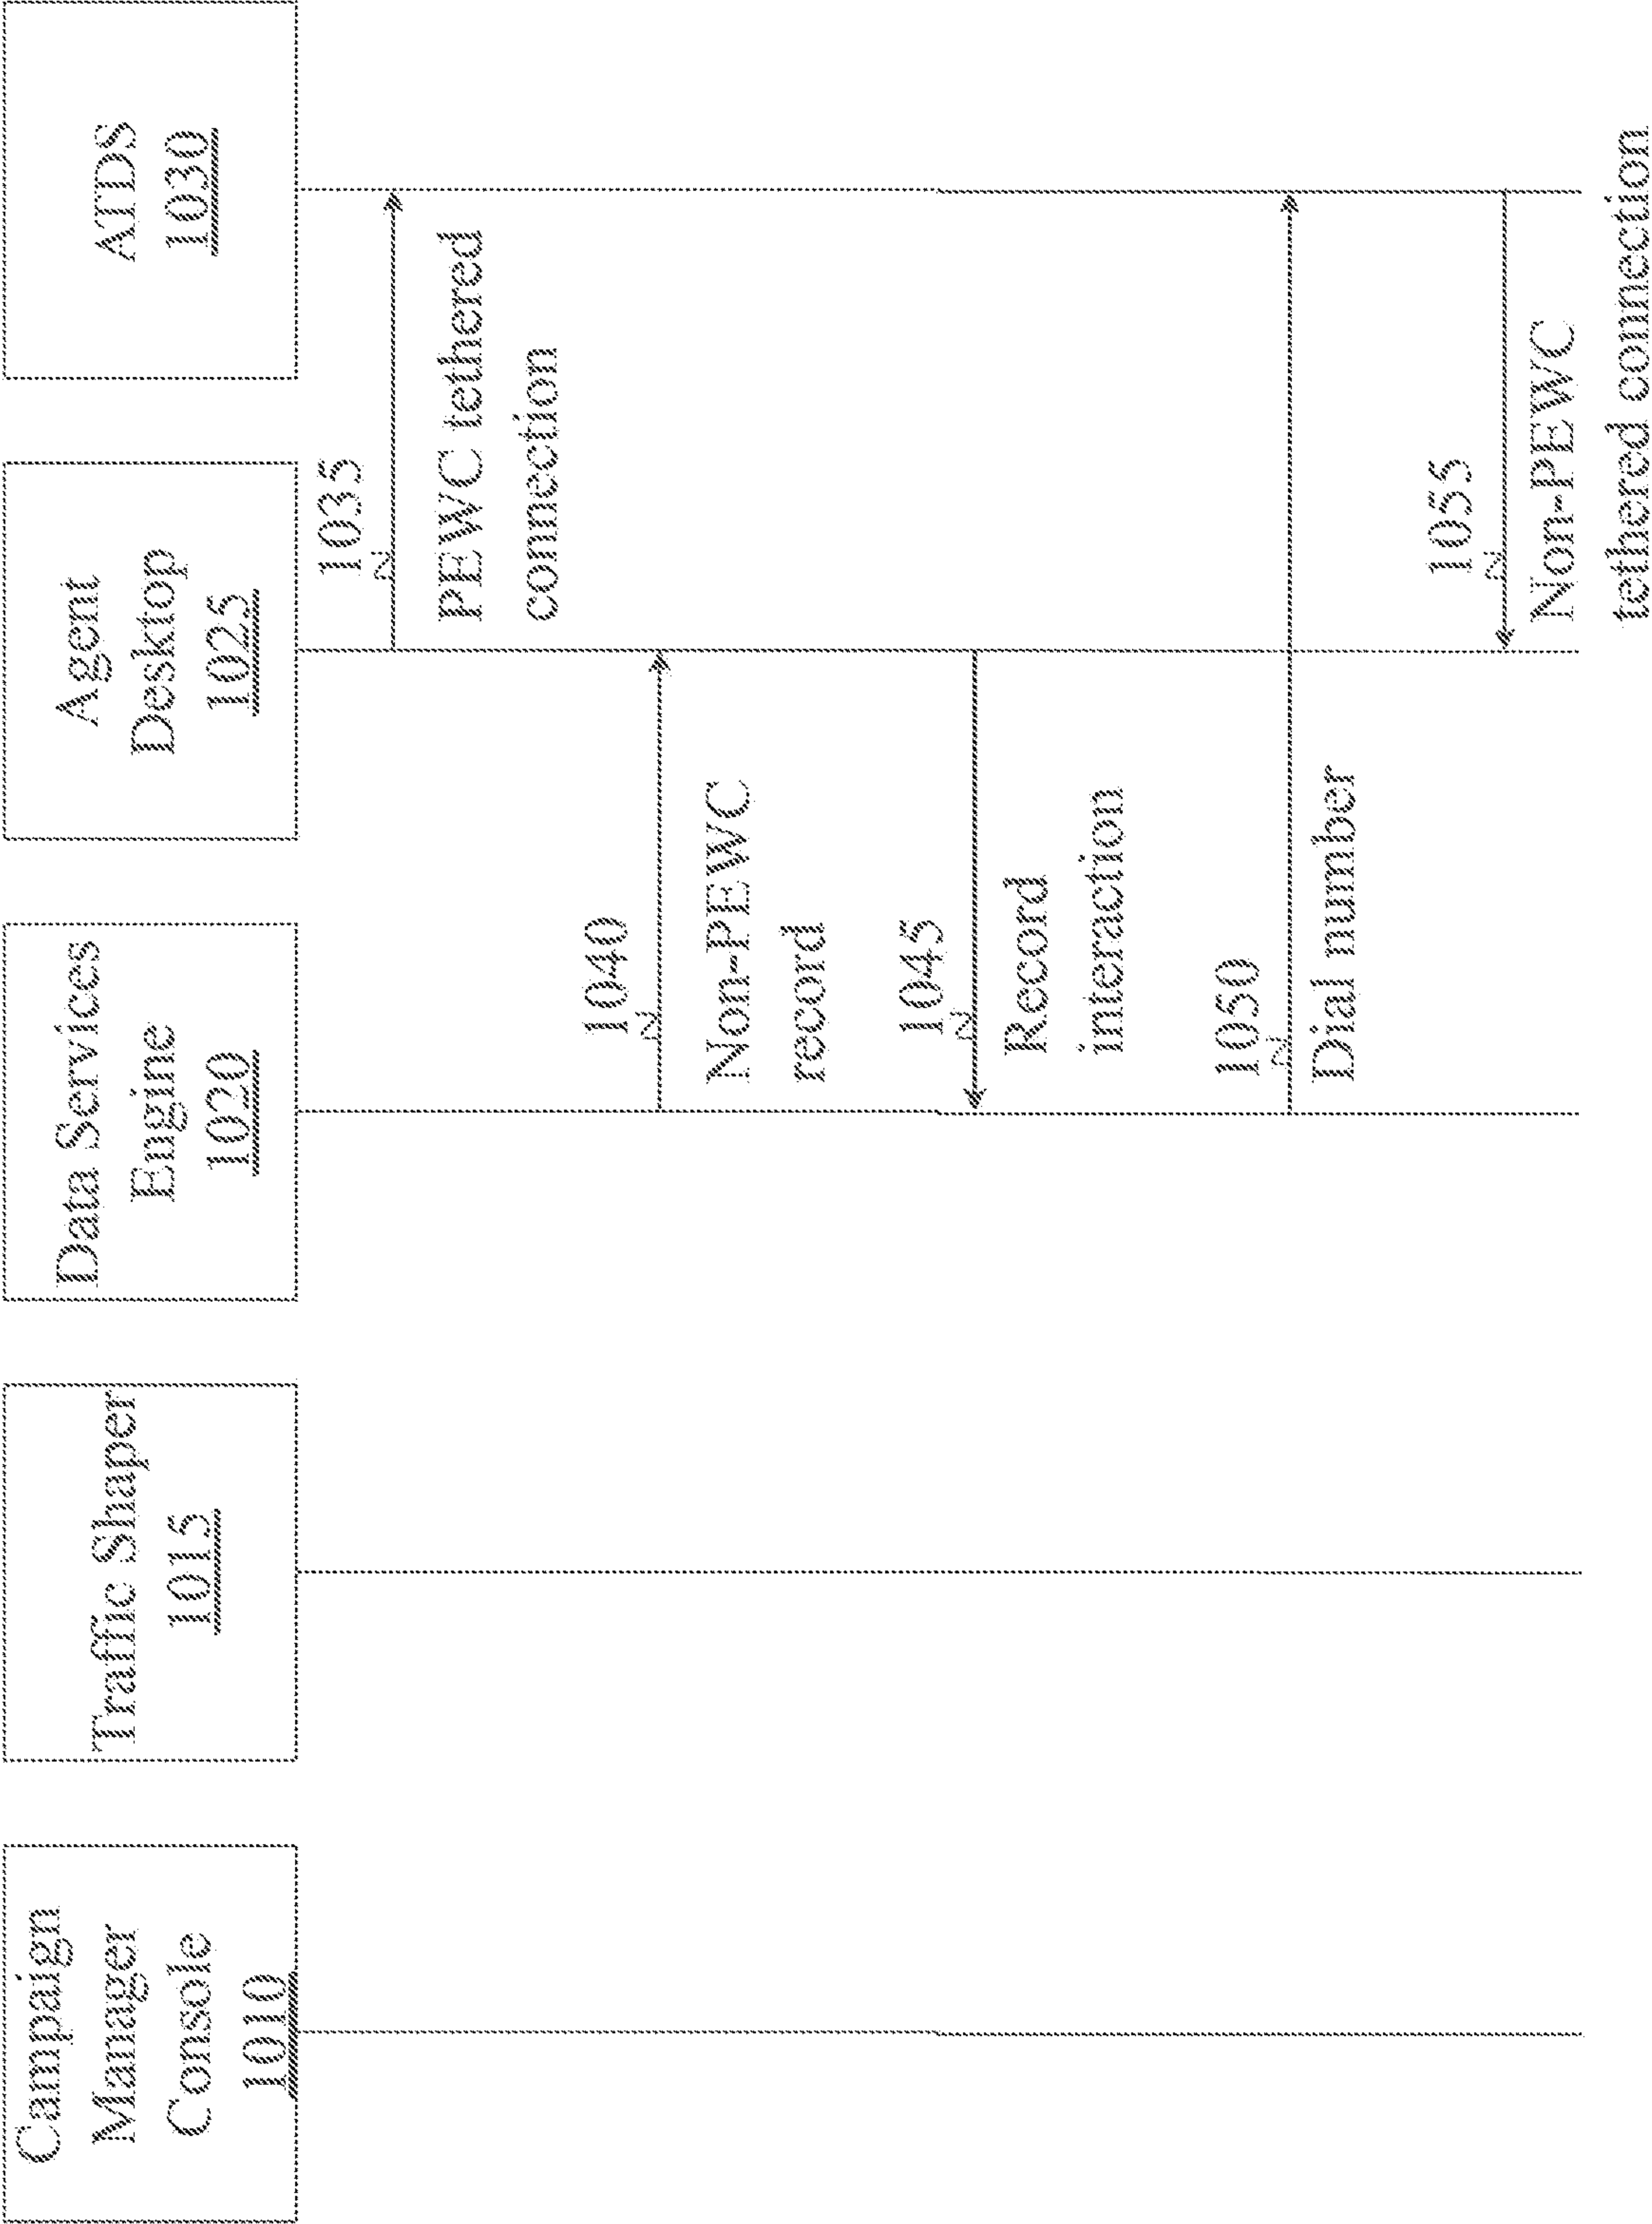 Campaign
Manager
Console
1010
Traffic Shaper
1015
Data Services
Engine
1020
Agent
Desktop
1025
ATDS
1030
1035
PEWC tethered
connection
1040
Non-PEWC
record
1045
Record
interaction
1050
Dial number
1055
Non-PEWC
tethered connection